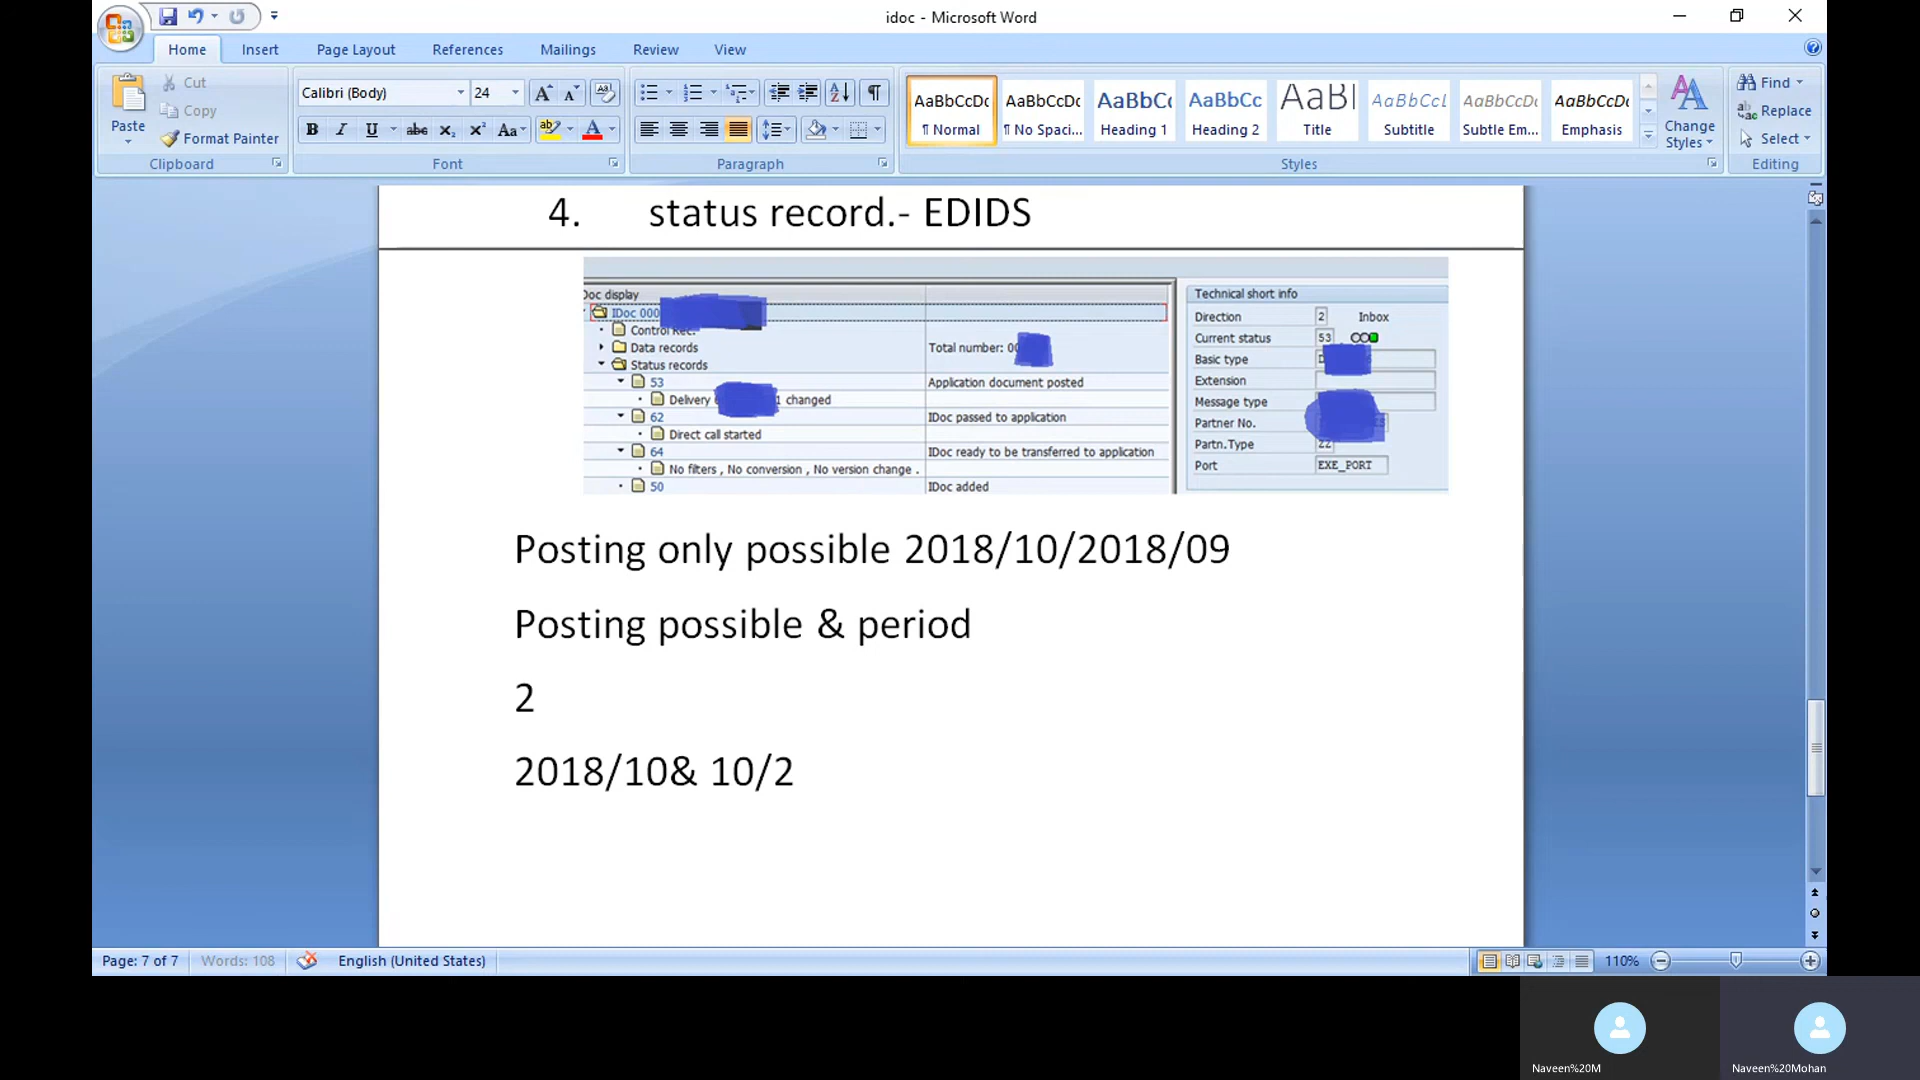 idoc - Microsoft Word
Home Insert Page Layout References Mailings Review View
Paste
Cut
Copy
Format Painter
Clipboard
Calibri (Body) 24
Font
Paragraph
AaBbCcDc AaBbCcDc AaBbCc AaBbCc AaBl AaBbCcL AaBbCcDc AaBbCcDc
¶ Normal ¶ No Spaci... Heading 1 Heading 2 Title Subtitle Subtle Em... Emphasis
Change Styles
Styles
Find
Replace
Select
Editing
4. status record.- EDIDS
Doc display
IDoc 000
Control Rec.
Data records Total number: 00
Status records
53 Application document posted
Delivery 1 changed
62 IDoc passed to application
Direct call started
64 IDoc ready to be transferred to application
No filters , No conversion , No version change .
50 IDoc added
Technical short info
Direction 2 Inbox
Current status 53
Basic type D
Extension
Message type
Partner No.
Partn.Type ZZ
Port EXE_PORT
Posting only possible 2018/10/2018/09
Posting possible & period
2
2018/10& 10/2
Page: 7 of 7 Words: 108 English (United States) 110%
Naveen%20M Naveen%20Mohan